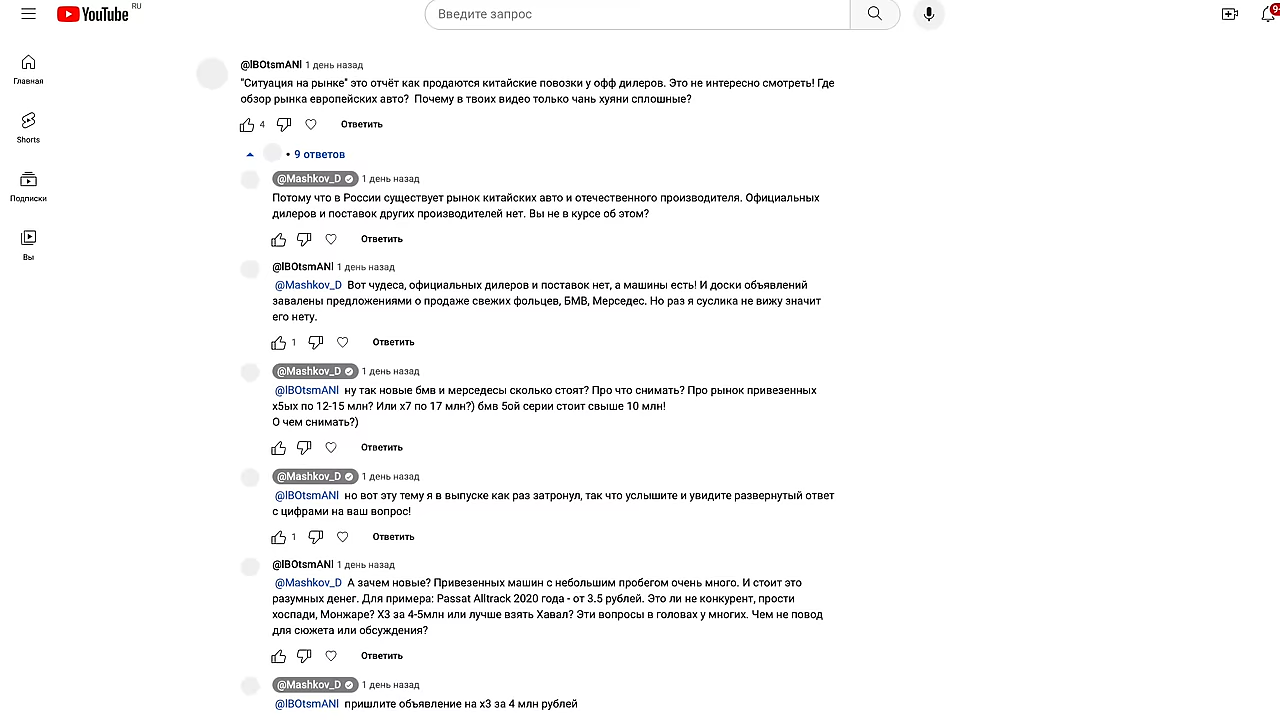 YouTube RU
Введите запрос
9+
Главная
Shorts
Подписки
Вы
@lBOtsmANl 1 день назад
"Ситуация на рынке" это отчёт как продаются китайские повозки у офф дилеров. Это не интересно смотреть! Где
обзор рынка европейских авто? Почему в твоих видео только чань хуяни сплошные?
4 Ответить
• 9 ответов
@Mashkov_D 1 день назад
Потому что в России существует рынок китайских авто и отечественного производителя. Официальных
дилеров и поставок других производителей нет. Вы не в курсе об этом?
Ответить
@lBOtsmANl 1 день назад
@Mashkov_D Вот чудеса, официальных дилеров и поставок нет, а машины есть! И доски объявлений
завалены предложениями о продаже свежих фольцев, БМВ, Мерседес. Но раз я суслика не вижу значит
его нету.
1 Ответить
@Mashkov_D 1 день назад
@lBOtsmANl ну так новые бмв и мерседесы сколько стоят? Про что снимать? Про рынок привезенных
х5ых по 12-15 млн? Или х7 по 17 млн?) бмв 5ой серии стоит свыше 10 млн!
О чем снимать?)
Ответить
@Mashkov_D 1 день назад
@lBOtsmANl но вот эту тему я в выпуске как раз затронул, так что услышите и увидите развернутый ответ
с цифрами на ваш вопрос!
1 Ответить
@lBOtsmANl 1 день назад
@Mashkov_D А зачем новые? Привезенных машин с небольшим пробегом очень много. И стоит это
разумных денег. Для примера: Passat Alltrack 2020 года - от 3.5 рублей. Это ли не конкурент, прости
хоспади, Монжаре? Х3 за 4-5млн или лучше взять Хавал? Эти вопросы в головах у многих. Чем не повод
для сюжета или обсуждения?
Ответить
@Mashkov_D 1 день назад
@lBOtsmANl пришлите объявление на х3 за 4 млн рублей